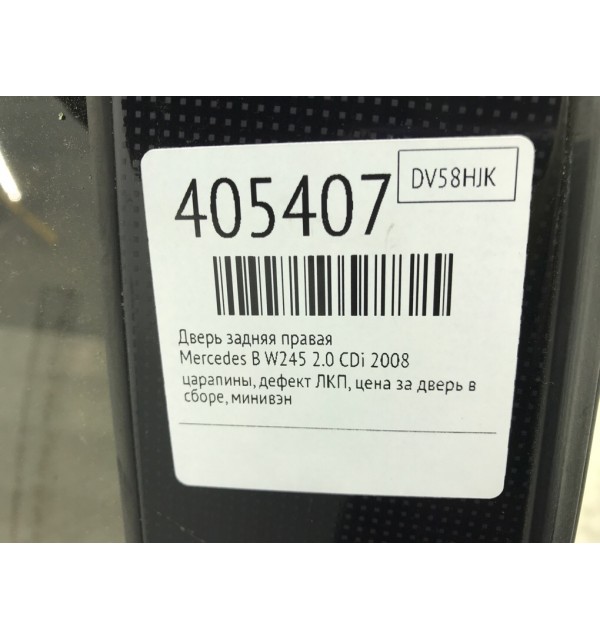 405407
DV58HJK
Дверь задняя правая
Mercedes B W245 2.0 CDi 2008
царапины, дефект ЛКП, цена за дверь в
сборе, минивэн